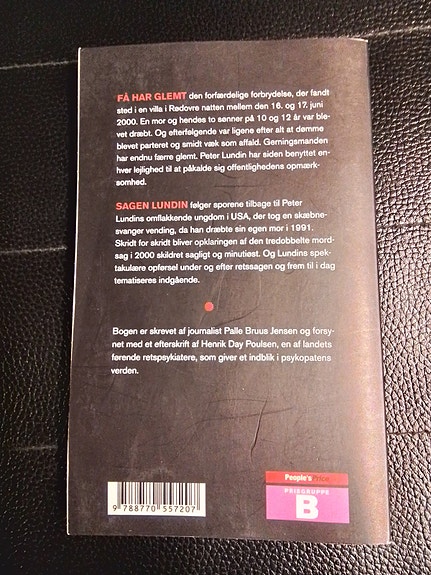 FÅ HAR GLEMT den forfærdelige forbrydelse, der fandt
sted i en villa i Rødovre natten mellem den 16. og 17. juni
2000. En mor og hendes to sønner på 10 og 12 år var ble-
vet dræbt. Og efterfølgende var ligene efter alt at dømme
blevet parteret og smidt væk som affald. Gerningsmanden
har endnu færre glemt. Peter Lundin har siden benyttet en-
hver lejlighed til at påkalde sig offentlighedens opmærk-
somhed.
SAGEN LUNDIN følger sporene tilbage til Peter
Lundins omflakkende ungdom i USA, der tog en skæbne-
svanger vending, da han dræbte sin egen mor i 1991.
Skridt for skridt bliver opklaringen af den tredobbelte mord-
sag i 2000 skildret sagligt og minutiøst. Og Lundins spek-
takulære opførsel under og efter retssagen og frem til i dag
tematiseres indgående.
Bogen er skrevet af journalist Palle Bruus Jensen og forsy-
net med et efterskrift af Henrik Day Poulsen, en af landets
førende retspsykiatere, som giver et indblik i psykopatens
verden.
9 788770 557207
People'sPrice
PRISGRUPPE
B